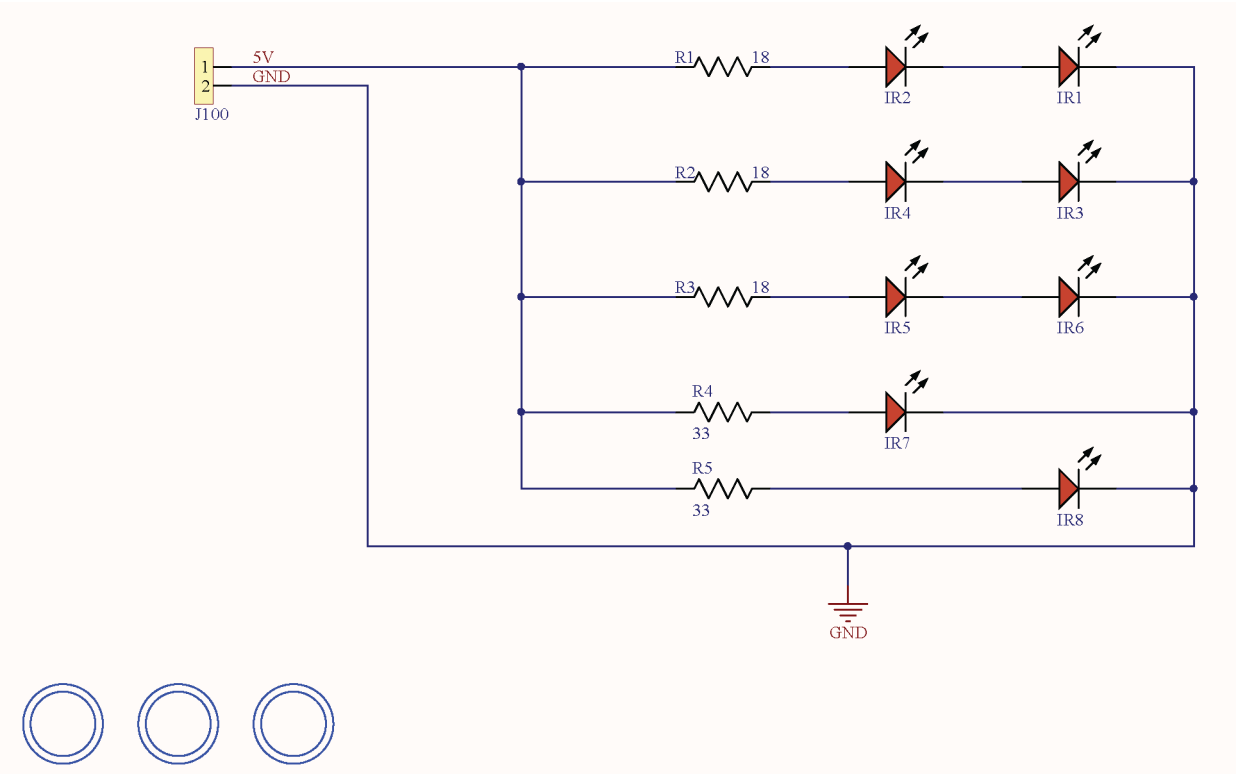 5V
1
GND
2
J100
R1 18
IR2
IR1
R2 18
IR4
IR3
R3 18
IR5
IR6
R4
33
IR7
R5
33
IR8
GND